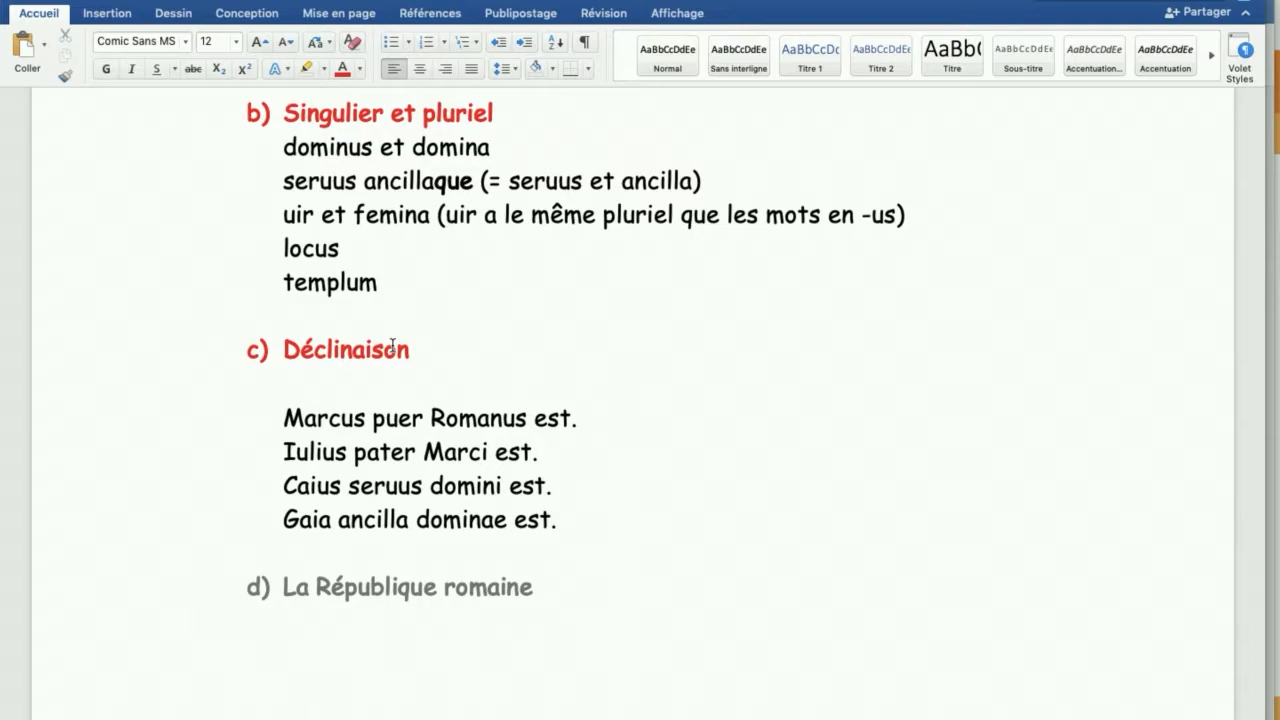 Accueil Insertion Dessin Conception Mise en page Références Publipostage Révision Affichage Partager
Coller Comic Sans MS 12 A A Aa A
G I S abc X2 X2 A A
AaBbCcDdEe AaBbCcDdEe AaBbCcDc AaBbCcDdEe AaBb( AaBbCcDdEe AaBbCcDdEe AaBbCcDdEe
Normal Sans interligne Titre 1 Titre 2 Titre Sous-titre Accentuation... Accentuation Volet Styles
b) Singulier et pluriel
dominus et domina
seruus ancillaque (= seruus et ancilla)
uir et femina (uir a le même pluriel que les mots en -us)
locus
templum
c) Déclinaison
Marcus puer Romanus est.
Iulius pater Marci est.
Caius seruus domini est.
Gaia ancilla dominae est.
d) La République romaine